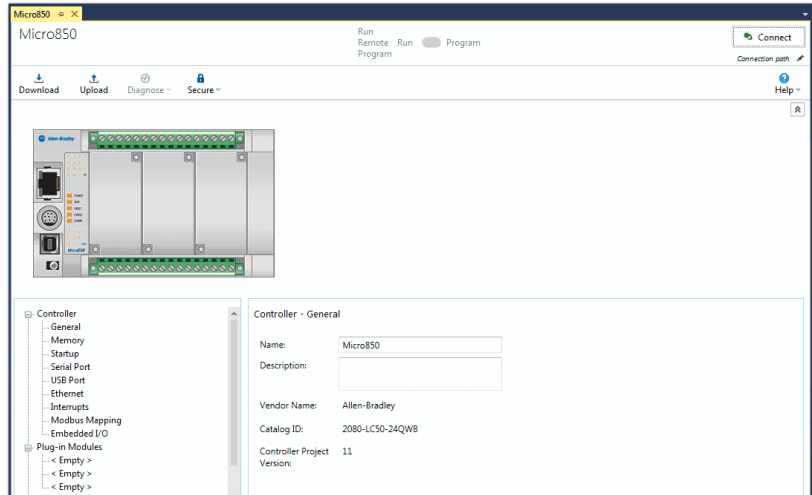 Micro850
Micro850
Run
Remote Run Program
Program
Connect
Connection path
Download Upload Diagnose Secure Help
Allen-Bradley
Micro850
Controller
General
Memory
Startup
Serial Port
USB Port
Ethernet
Interrupts
Modbus Mapping
Embedded I/O
Plug-in Modules
< Empty >
< Empty >
< Empty >
Controller - General
Name: Micro850
Description:
Vendor Name: Allen-Bradley
Catalog ID: 2080-LC50-24QWB
Controller Project 11
Version: